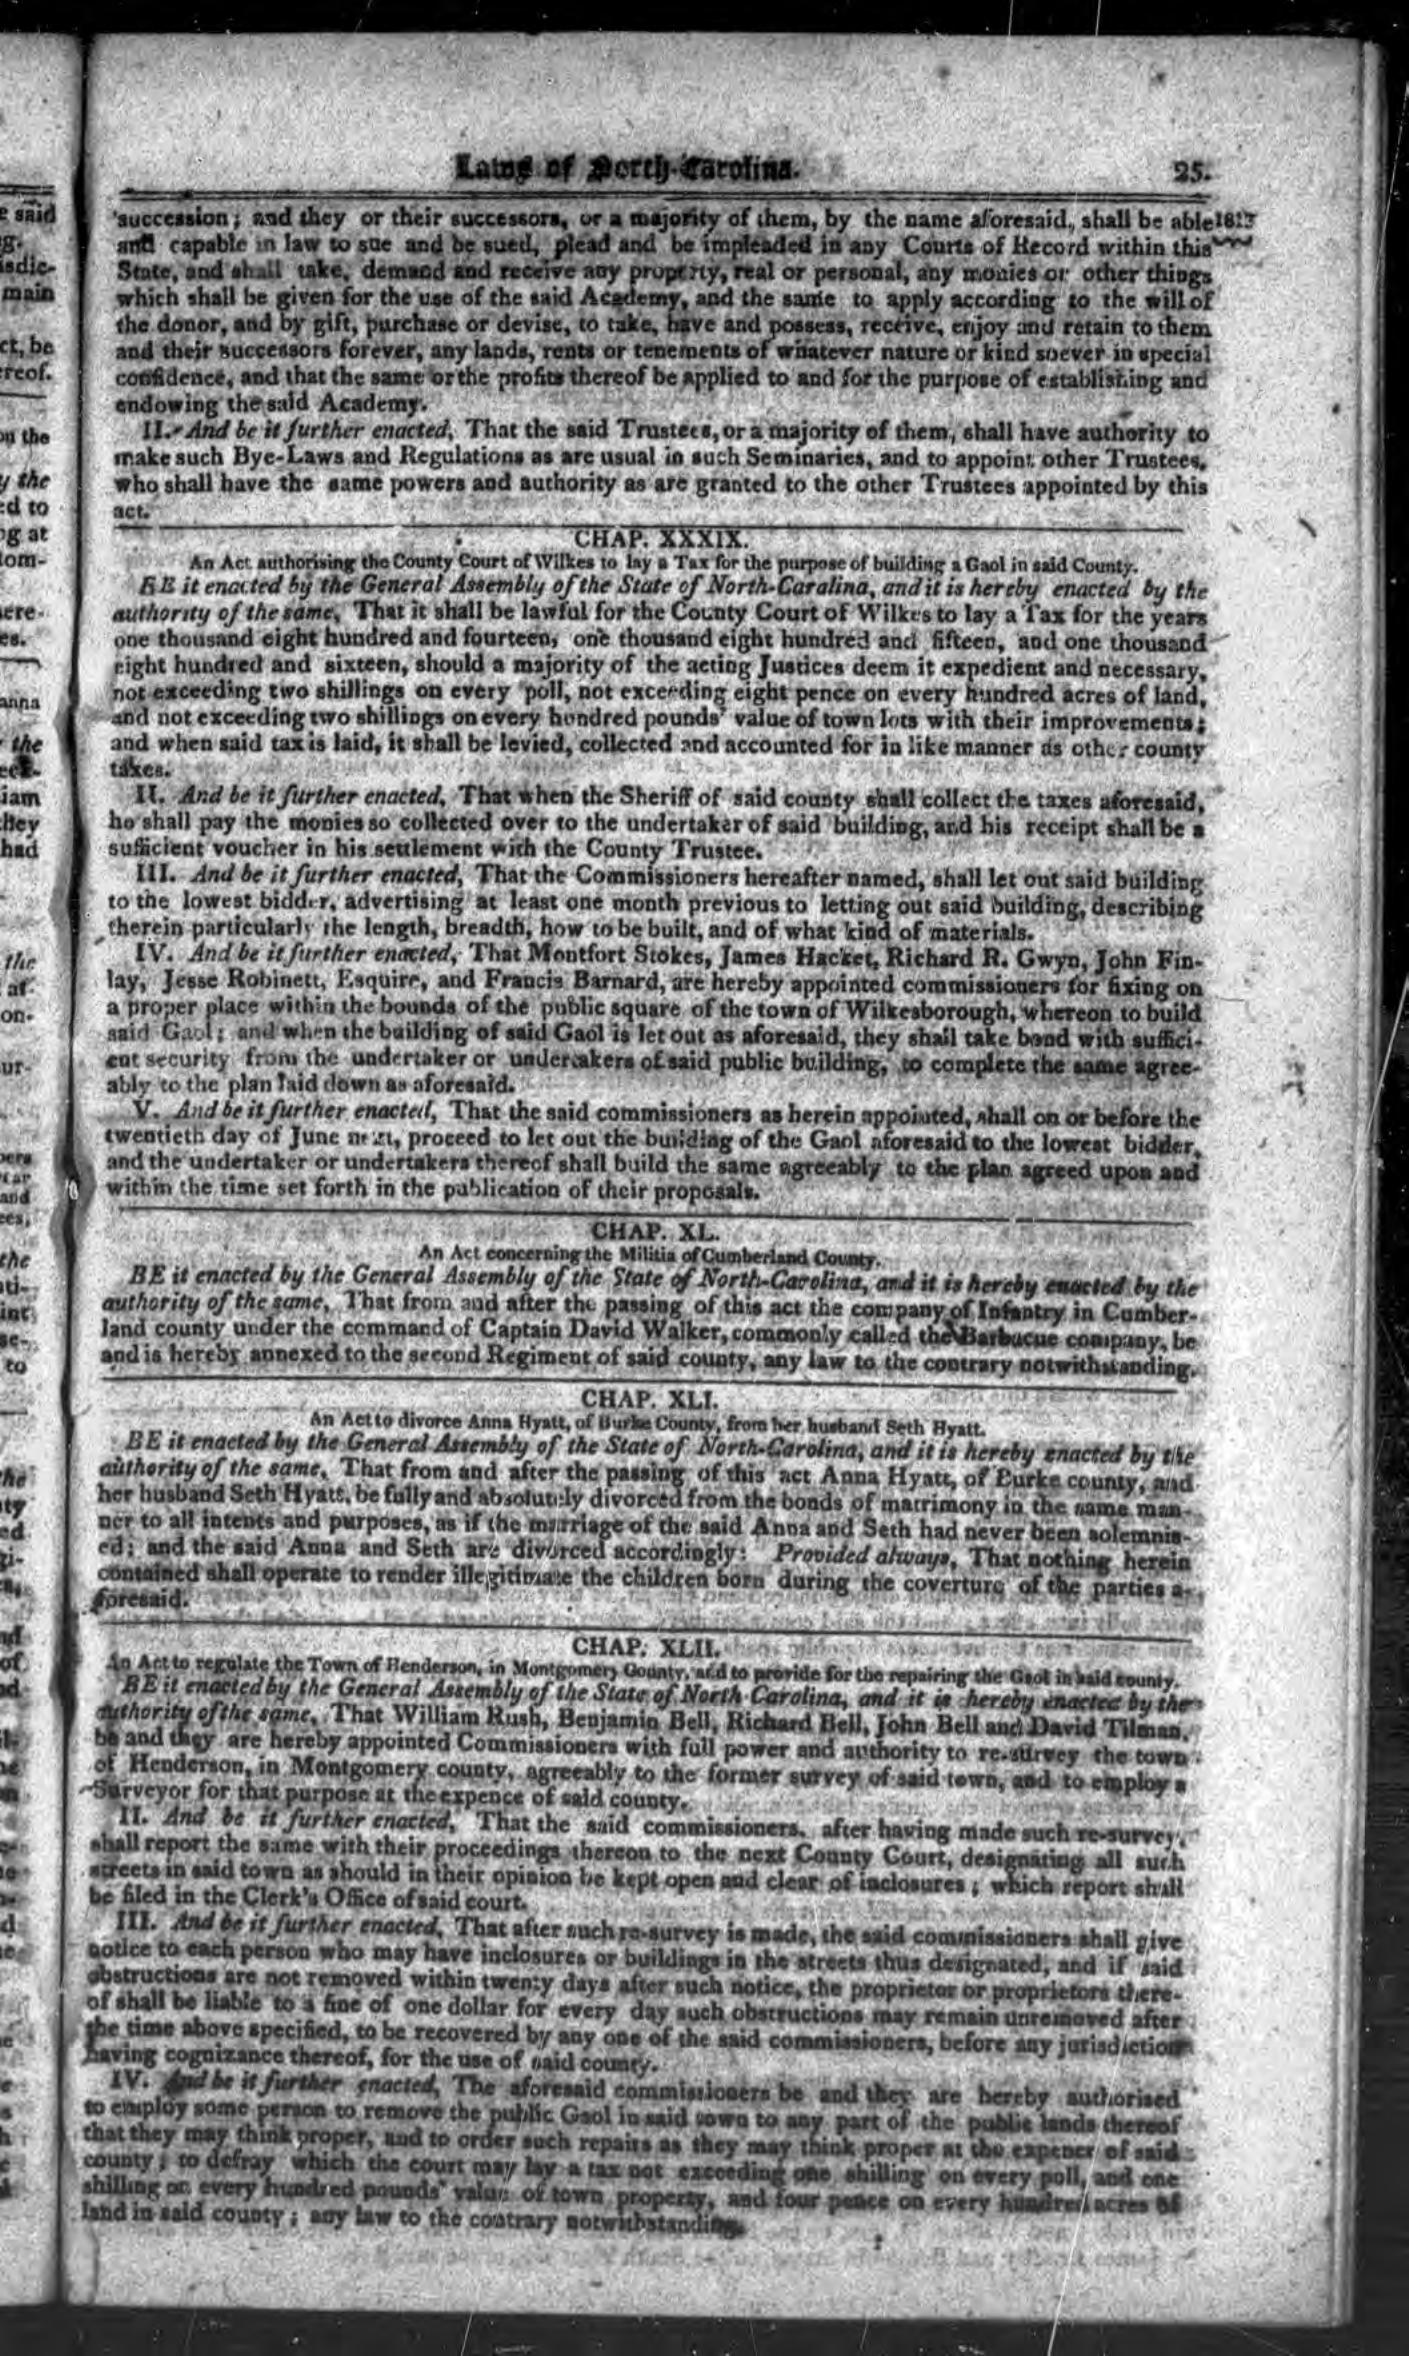 Laws of North-Carolina.
25.
1813
succession; and they or their successors, or a majority of them, by the name aforesaid, shall be able
and capable in law to sue and be sued, plead and be impleaded in any Courts of Record within this
State, and shall take, demand and receive any property, real or personal, any monies or other things
which shall be given for the use of the said Academy, and the same to apply according to the will of
the donor, and by gift, purchase or devise, to take, have and possess, receive, enjoy and retain to them
and their successors forever, any lands, rents or tenements of whatever nature or kind soever in special
confidence, and that the same or the profits thereof be applied to and for the purpose of establishing and
endowing the said Academy.
II. And be it further enacted, That the said Trustees, or a majority of them, shall have authority to
make such Bye-Laws and Regulations as are usual in such Seminaries, and to appoint other Trustees,
who shall have the same powers and authority as are granted to the other Trustees appointed by this
act.
CHAP. XXXIX.
An Act authorising the County Court of Wilkes to lay a Tax for the purpose of building a Gaol in said County.
BE it enacted by the General Assembly of the State of North-Caralina, and it is hereby enacted by the
authority of the same, That it shall be lawful for the County Court of Wilkes to lay a Tax for the years
one thousand eight hundred and fourteen, one thousand eight hundred and fifteen, and one thousand
eight hundred and sixteen, should a majority of the acting Justices deem it expedient and necessary,
not exceeding two shillings on every poll, not exceeding eight pence on every hundred acres of land,
and not exceeding two shillings on every hundred pounds' value of town lots with their improvements;
and when said tax is laid, it shall be levied, collected and accounted for in like manner as other county
taxes.
II. And be it further enacted, That when the Sheriff of said county shall collect the taxes aforesaid,
he shall pay the monies so collected over to the undertaker of said building, and his receipt shall be a
sufficient voucher in his settlement with the County Trustee.
III. And be it further enacted, That the Commissioners hereafter named, shall let out said building
to the lowest bidder, advertising at least one month previous to letting out said building, describing
therein particularly the length, breadth, how to be built, and of what kind of materials.
IV. And be it further enacted, That Montfort Stokes, James Hacket, Richard R. Gwyn, John Fin-
lay, Jesse Robinett, Esquire, and Francis Barnard, are hereby appointed commissioners for fixing on
a proper place within the bounds of the public square of the town of Wilkesborough, whereon to build
said Gaol; and when the building of said Gaol is let out as aforesaid, they shall take bond with suffici-
ent security from the undertaker or undertakers of said public building, to complete the same agree-
ably to the plan laid down as aforesaid.
V. And be it further enacted, That the said commissioners as herein appointed, shall on or before the
twentieth day of June next, proceed to let out the building of the Gaol aforesaid to the lowest bidder,
and the undertaker or undertakers thereof shall build the same agreeably to the plan agreed upon and
within the time set forth in the publication of their proposals.
CHAP. XL.
An Act concerning the Militia of Cumberland County.
BE it enacted by the General Assembly of the State of North-Carolina, and it is hereby enacted by the
authority of the same, That from and after the passing of this act the company of Infantry in Cumber-
land county under the command of Captain David Walker, commonly called the Barbacue company, be
and is hereby annexed to the second Regiment of said county, any law to the contrary notwithstanding.
CHAP. XLI.
An Act to divorce Anna Hyatt, of Burke County, from her husband Seth Hyatt.
BE it enacted by the General Assembly of the State of North-Carolina, and it is hereby enacted by the
authority of the same, That from and after the passing of this act Anna Hyatt, of Burke county, and
her husband Seth Hyatt, be fully and absolutely divorced from the bonds of matrimony in the same man-
ner to all intents and purposes, as if the marriage of the said Anna and Seth had never been solemnis-
ed; and the said Anna and Seth are divorced accordingly: Provided always, That nothing herein
contained shall operate to render illegitimate the children born during the coverture of the parties a-
foresaid.
CHAP. XLII.
An Act to regulate the Town of Henderson, in Montgomery County, and to provide for the repairing the Gaol in said county.
BE it enacted by the General Assembly of the State of North Carolina, and it is hereby enacted by the
authority of the same, That William Rush, Benjamin Bell, Richard Bell, John Bell and David Tilman,
be and they are hereby appointed Commissioners with full power and authority to re-survey the town
of Henderson, in Montgomery county, agreeably to the former survey of said town, and to employ a
Surveyor for that purpose at the expence of said county.
II. And be it further enacted, That the said commissioners, after having made such re-survey,
shall report the same with their proceedings thereon to the next County Court, designating all such
streets in said town as should in their opinion be kept open and clear of inclosures; which report shall
be filed in the Clerk's Office of said court.
III. And be it further enacted, That after such re-survey is made, the said commissioners shall give
notice to each person who may have inclosures or buildings in the streets thus designated, and if said
obstructions are not removed within twenty days after such notice, the proprietor or proprietors there-
of shall be liable to a fine of one dollar for every day such obstructions may remain unremoved after
the time above specified, to be recovered by any one of the said commissioners, before any jurisdiction
having cognizance thereof, for the use of said county.
IV. And be it further enacted, The aforesaid commissioners be and they are hereby authorised
to employ some person to remove the public Gaol in said town to any part of the public lands thereof
that they may think proper, and to order such repairs as they may think proper at the expence of said
county; to defray which the court may lay a tax not exceeding one shilling on every poll, and one
shilling on every hundred pounds' value of town property, and four pence on every hundred acres of
land in said county; any law to the contrary notwithstanding.